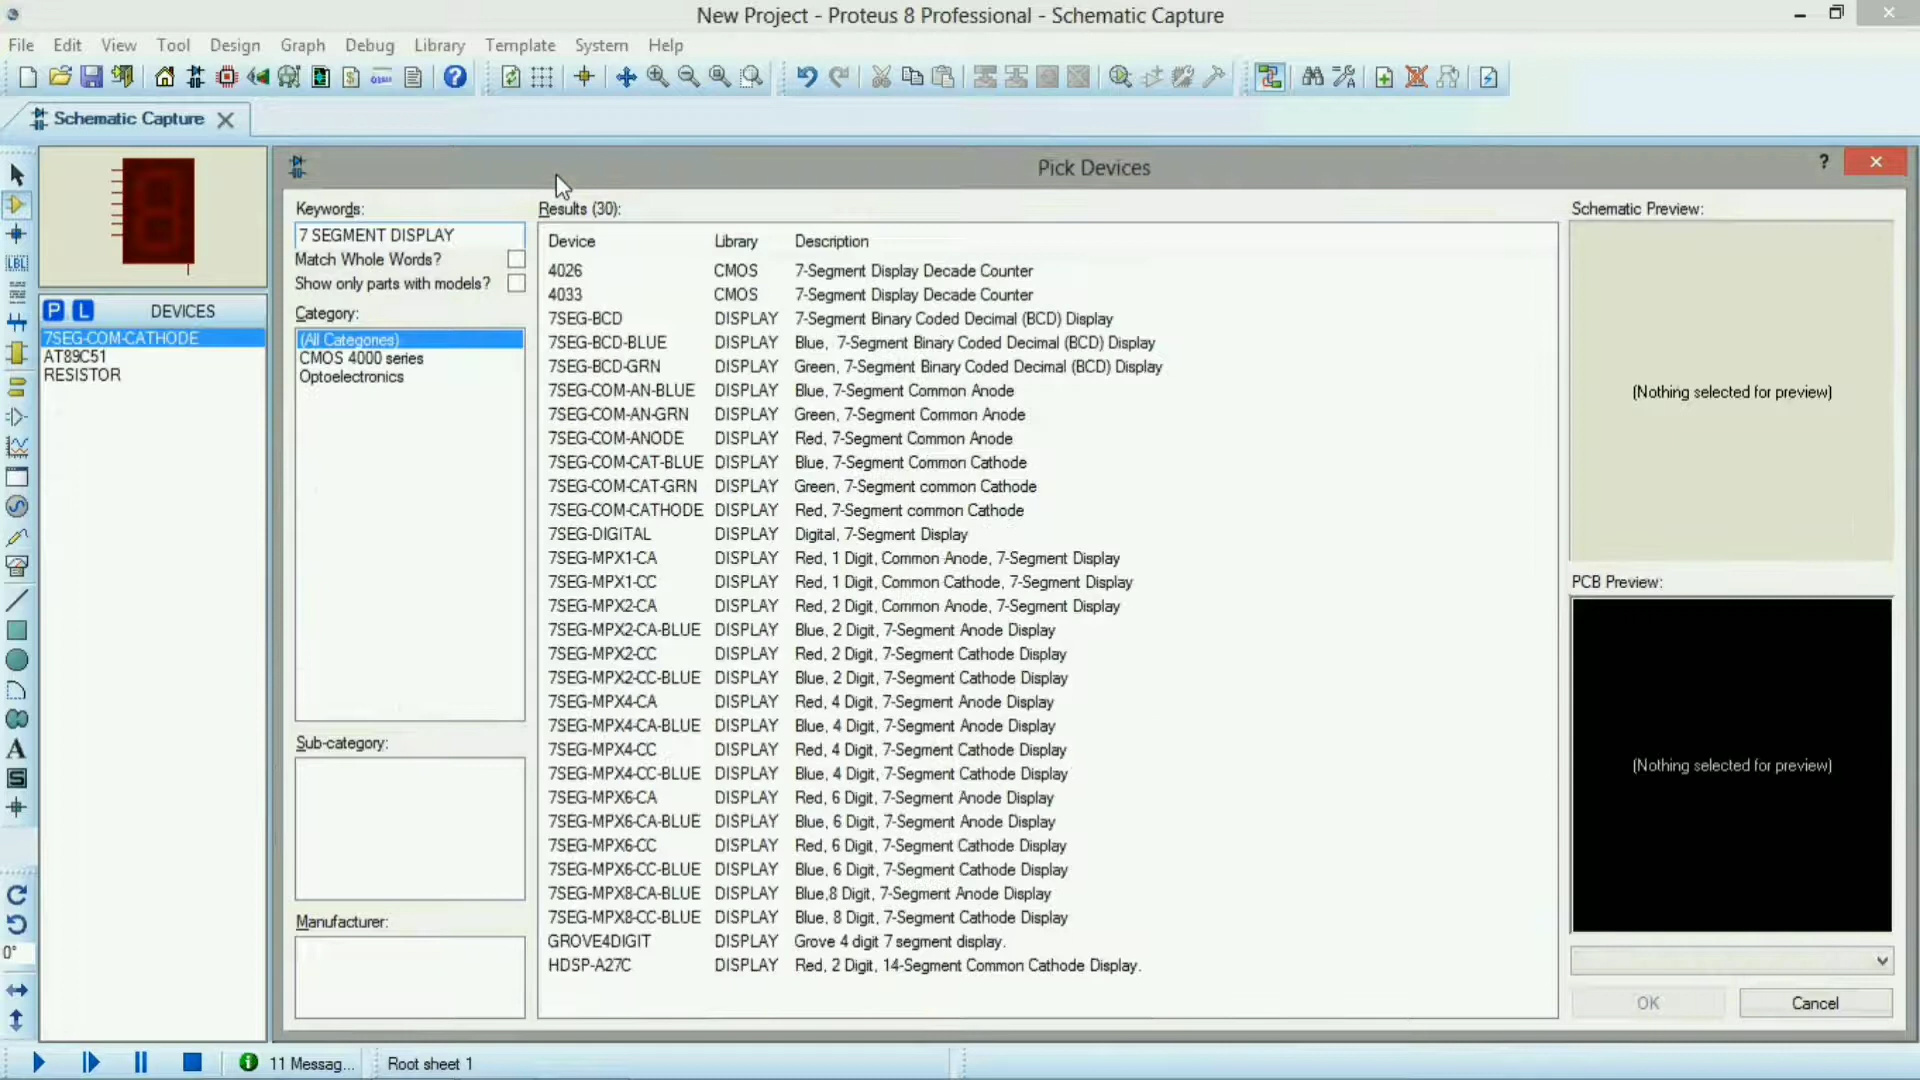 New Project - Proteus 8 Professional - Schematic Capture
File Edit View Tool Design Graph Debug Library Template System Help
Schematic Capture
Pick Devices
Keywords:
7 SEGMENT DISPLAY
Match Whole Words?
Show only parts with models?
Category:
(All Categories)
CMOS 4000 series
Optoelectronics
Sub-category:
Manufacturer:
P L DEVICES
7SEG-COM-CATHODE
AT89C51
RESISTOR
LBL
A
S
0°
Results (30):
Device Library Description
4026 CMOS 7-Segment Display Decade Counter
4033 CMOS 7-Segment Display Decade Counter
7SEG-BCD DISPLAY 7-Segment Binary Coded Decimal (BCD) Display
7SEG-BCD-BLUE DISPLAY Blue, 7-Segment Binary Coded Decimal (BCD) Display
7SEG-BCD-GRN DISPLAY Green, 7-Segment Binary Coded Decimal (BCD) Display
7SEG-COM-AN-BLUE DISPLAY Blue, 7-Segment Common Anode
7SEG-COM-AN-GRN DISPLAY Green, 7-Segment Common Anode
7SEG-COM-ANODE DISPLAY Red, 7-Segment Common Anode
7SEG-COM-CAT-BLUE DISPLAY Blue, 7-Segment Common Cathode
7SEG-COM-CAT-GRN DISPLAY Green, 7-Segment common Cathode
7SEG-COM-CATHODE DISPLAY Red, 7-Segment common Cathode
7SEG-DIGITAL DISPLAY Digital, 7-Segment Display
7SEG-MPX1-CA DISPLAY Red, 1 Digit, Common Anode, 7-Segment Display
7SEG-MPX1-CC DISPLAY Red, 1 Digit, Common Cathode, 7-Segment Display
7SEG-MPX2-CA DISPLAY Red, 2 Digit, Common Anode, 7-Segment Display
7SEG-MPX2-CA-BLUE DISPLAY Blue, 2 Digit, 7-Segment Anode Display
7SEG-MPX2-CC DISPLAY Red, 2 Digit, 7-Segment Cathode Display
7SEG-MPX2-CC-BLUE DISPLAY Blue, 2 Digit, 7-Segment Cathode Display
7SEG-MPX4-CA DISPLAY Red, 4 Digit, 7-Segment Anode Display
7SEG-MPX4-CA-BLUE DISPLAY Blue, 4 Digit, 7-Segment Anode Display
7SEG-MPX4-CC DISPLAY Red, 4 Digit, 7-Segment Cathode Display
7SEG-MPX4-CC-BLUE DISPLAY Blue, 4 Digit, 7-Segment Cathode Display
7SEG-MPX6-CA DISPLAY Red, 6 Digit, 7-Segment Anode Display
7SEG-MPX6-CA-BLUE DISPLAY Blue, 6 Digit, 7-Segment Anode Display
7SEG-MPX6-CC DISPLAY Red, 6 Digit, 7-Segment Cathode Display
7SEG-MPX6-CC-BLUE DISPLAY Blue, 6 Digit, 7-Segment Cathode Display
7SEG-MPX8-CA-BLUE DISPLAY Blue,8 Digit, 7-Segment Anode Display
7SEG-MPX8-CC-BLUE DISPLAY Blue, 8 Digit, 7-Segment Cathode Display
GROVE4DIGIT DISPLAY Grove 4 digit 7 segment display.
HDSP-A27C DISPLAY Red, 2 Digit, 14-Segment Common Cathode Display.
Schematic Preview:
(Nothing selected for preview)
PCB Preview:
(Nothing selected for preview)
OK Cancel
11 Messag... Root sheet 1